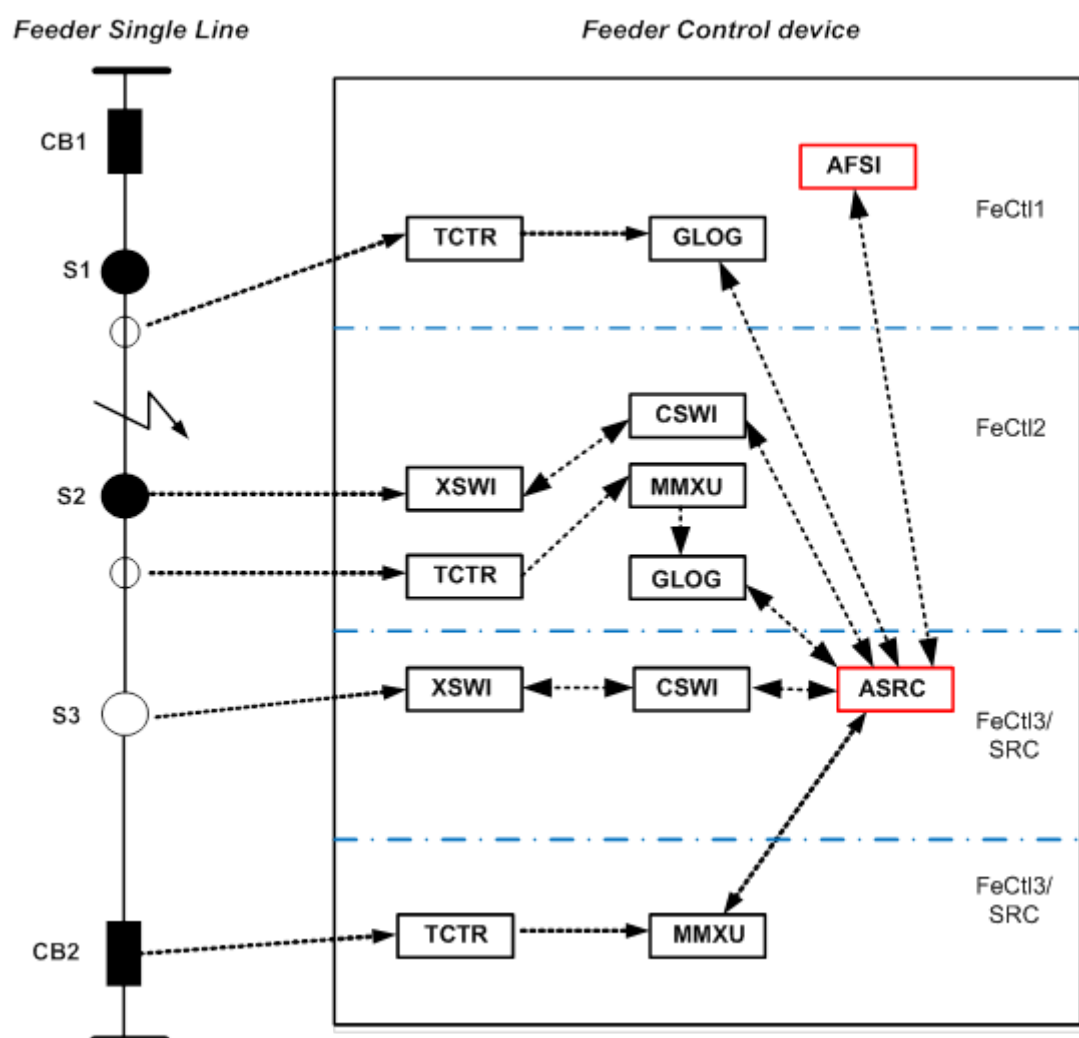 Feeder Single Line
Feeder Control device
CB1
AFSI
FeCtl1
TCTR
GLOG
S1
CSWI
FeCtl2
XSWI
MMXU
S2
TCTR
GLOG
XSWI
CSWI
ASRC
S3
FeCtl3/
SRC
FeCtl3/
SRC
TCTR
MMXU
CB2